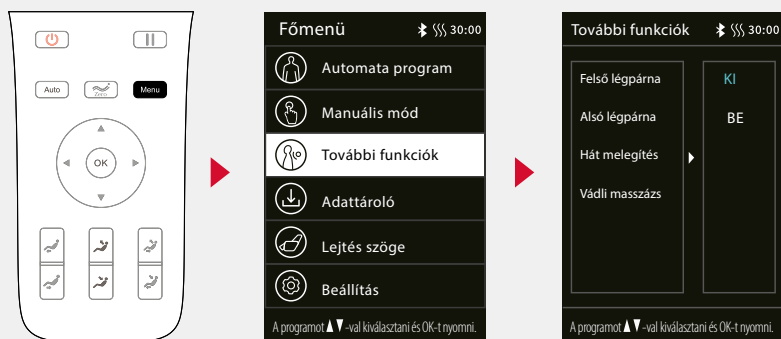 Auto
Zero
Menu
OK
Főmenü 30:00
Automata program
Manuális mód
További funkciók
Adattároló
Lejtés szöge
Beállítás
A programot ▲▼-val kiválasztani és OK-t nyomni.
További funkciók 30:00
Felső légpárna KI
Alsó légpárna BE
Hát melegítés
Vádli masszázs
A programot ▲▼-val kiválasztani és OK-t nyomni.